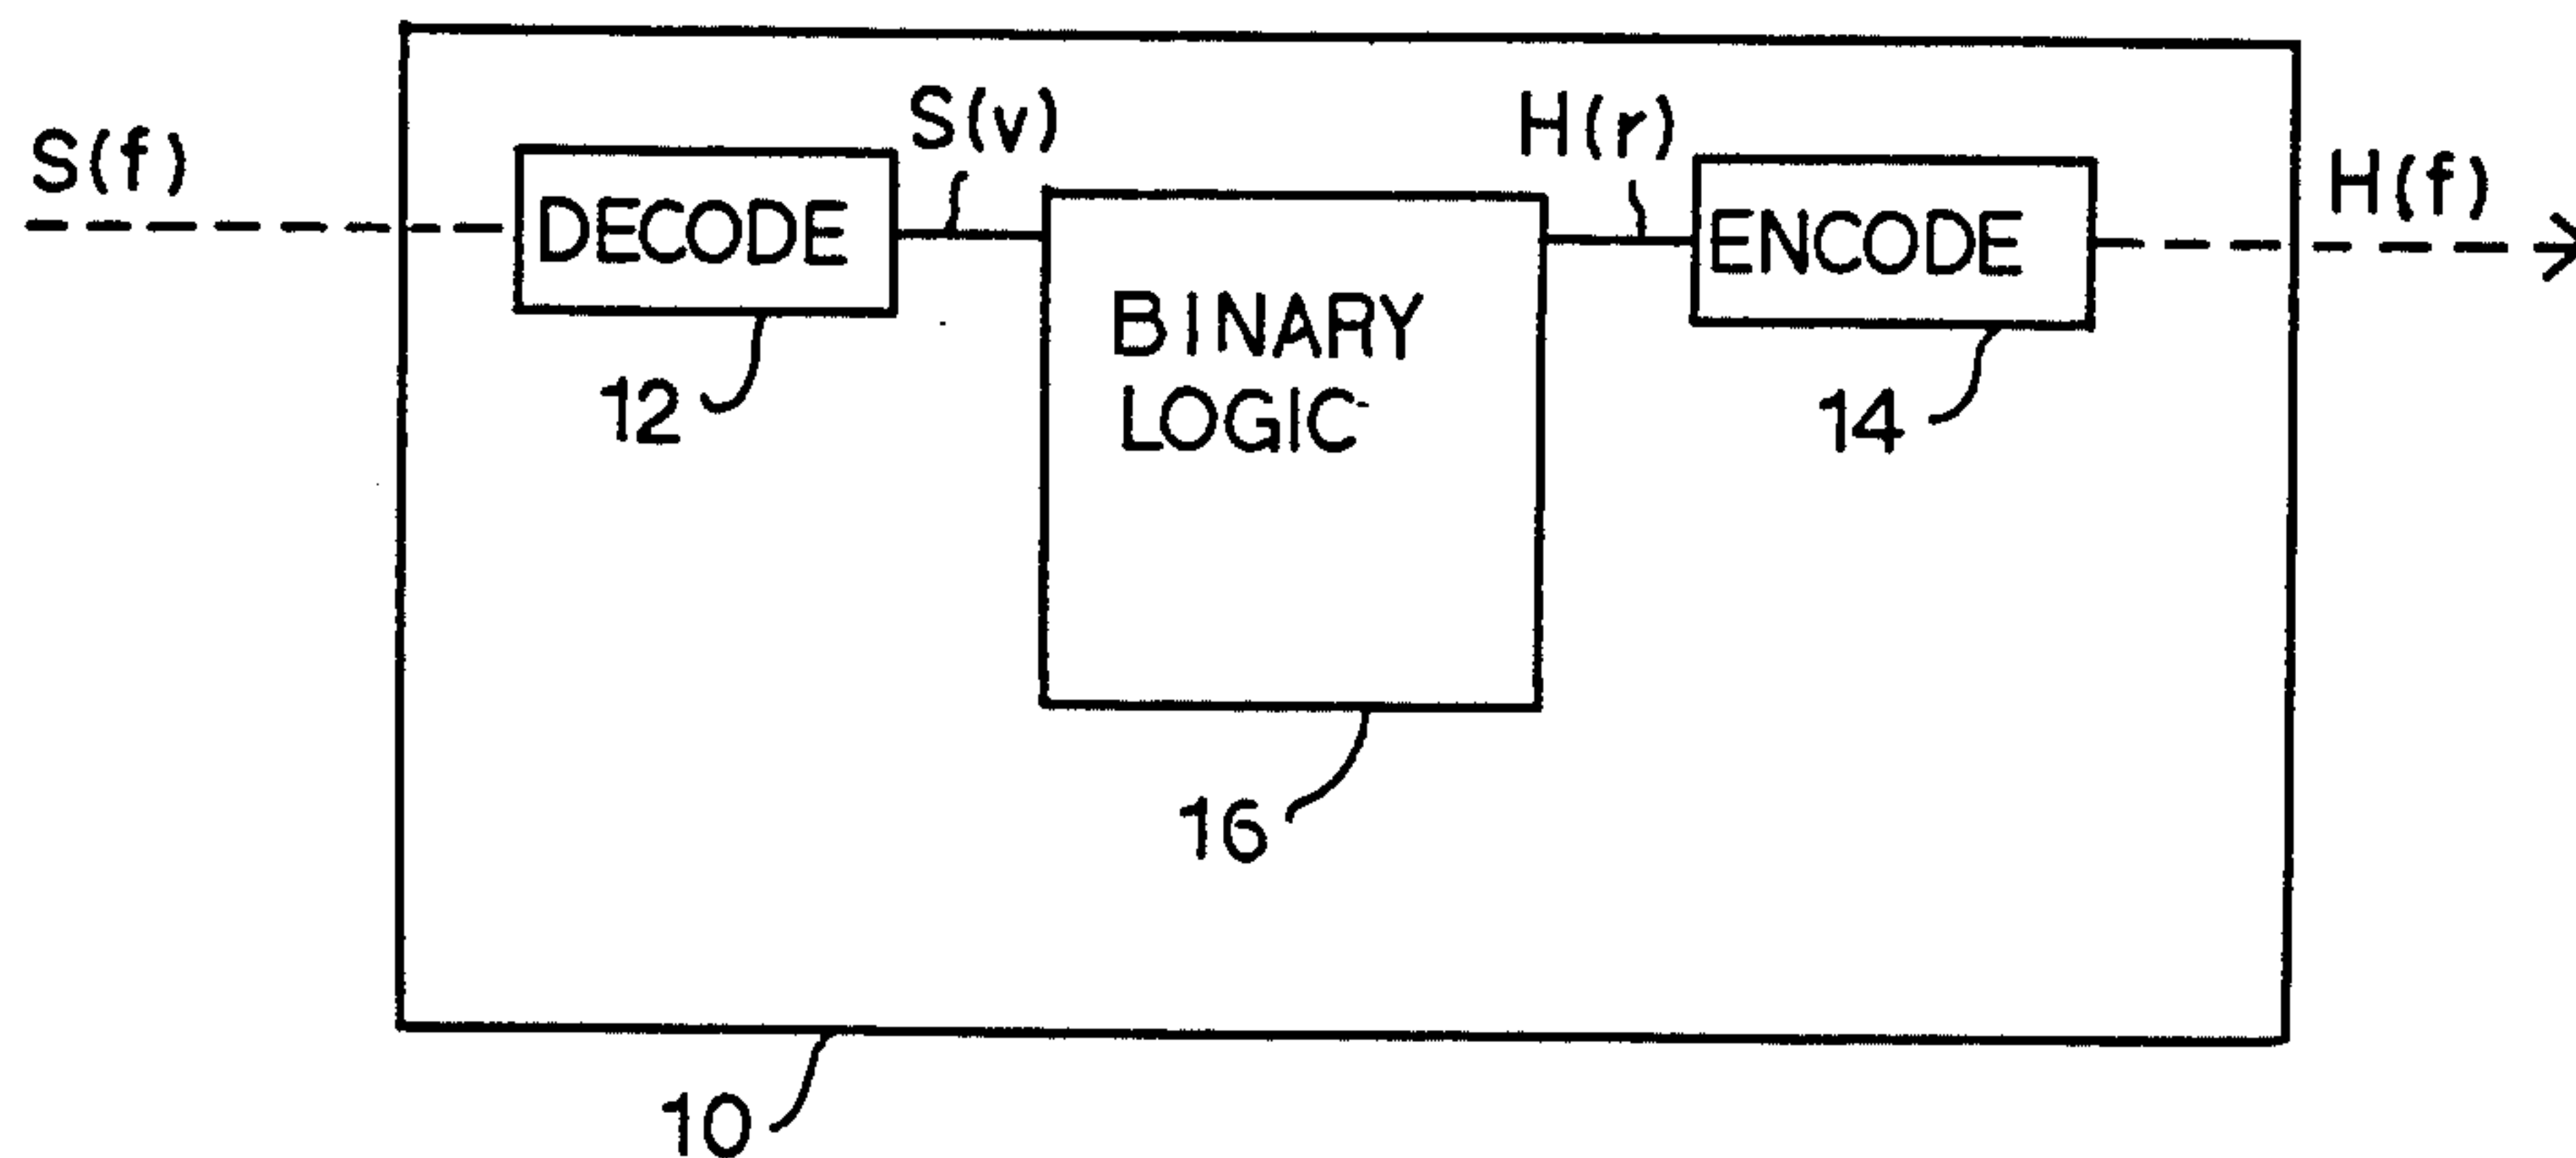 S(f)
S(v)
H(r)
H(f)
DECODE
ENCODE
BINARY
LOGIC
12
14
16
10